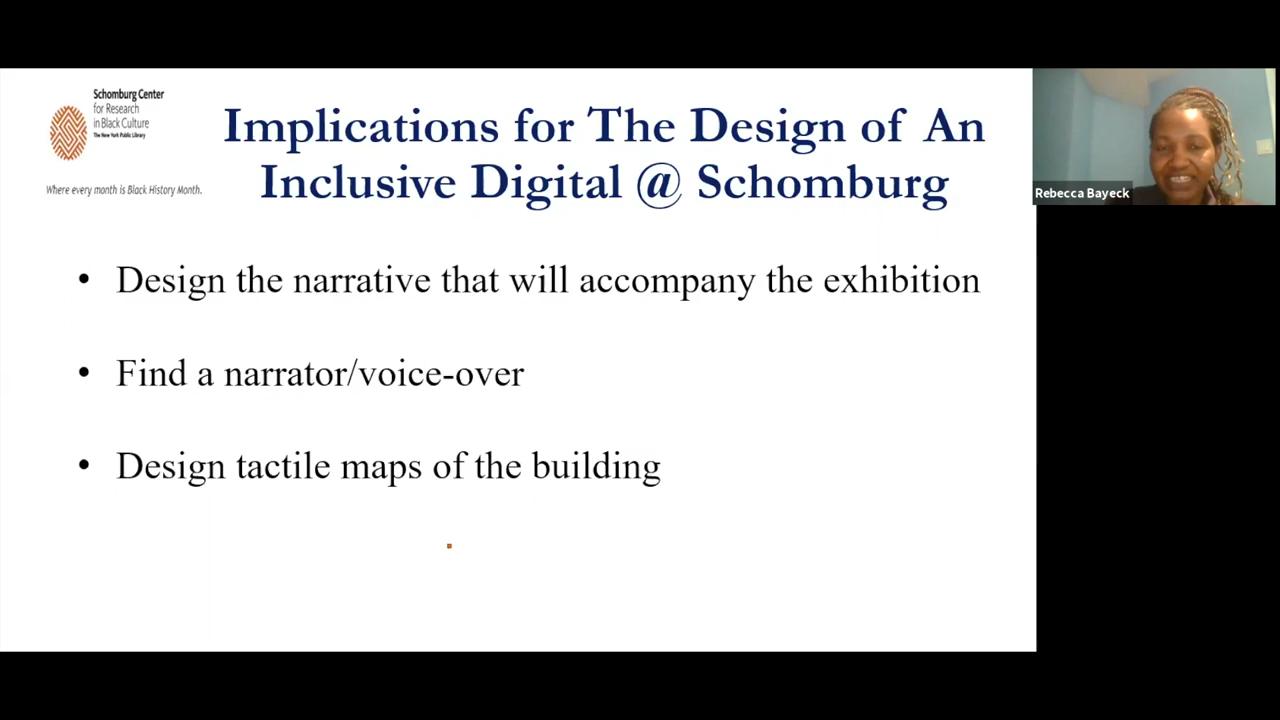 Schomburg Center
for Research
in Black Culture
The New York Public Library
Where every month is Black History Month.
Implications for The Design of An
Inclusive Digital @ Schomburg
Rebecca Bayeck
• Design the narrative that will accompany the exhibition
• Find a narrator/voice-over
• Design tactile maps of the building